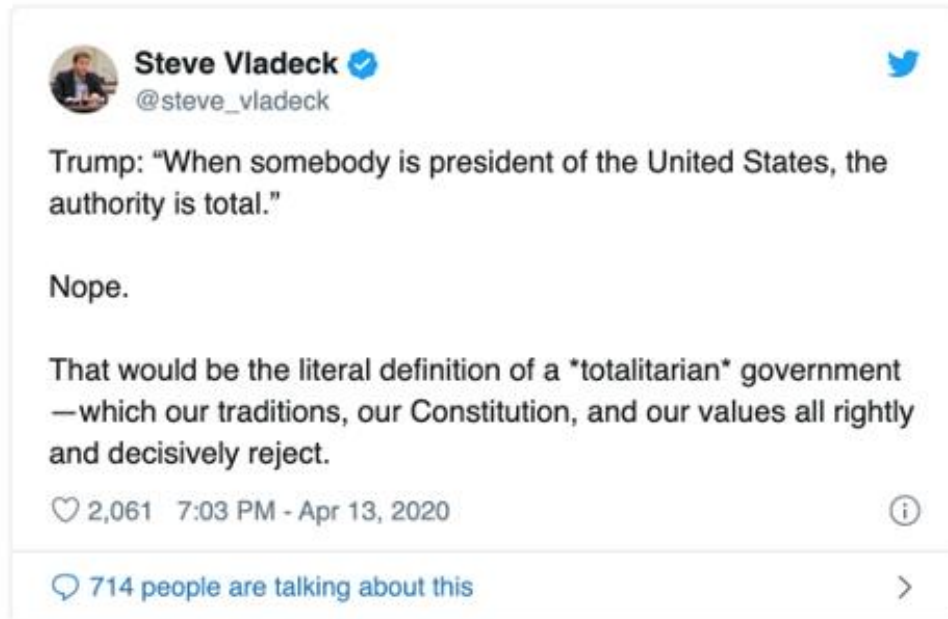 Steve Vladeck
@steve_vladeck
Trump: “When somebody is president of the United States, the
authority is total.”
Nope.
That would be the literal definition of a *totalitarian* government
—which our traditions, our Constitution, and our values all rightly
and decisively reject.
2,061 7:03 PM - Apr 13, 2020
714 people are talking about this